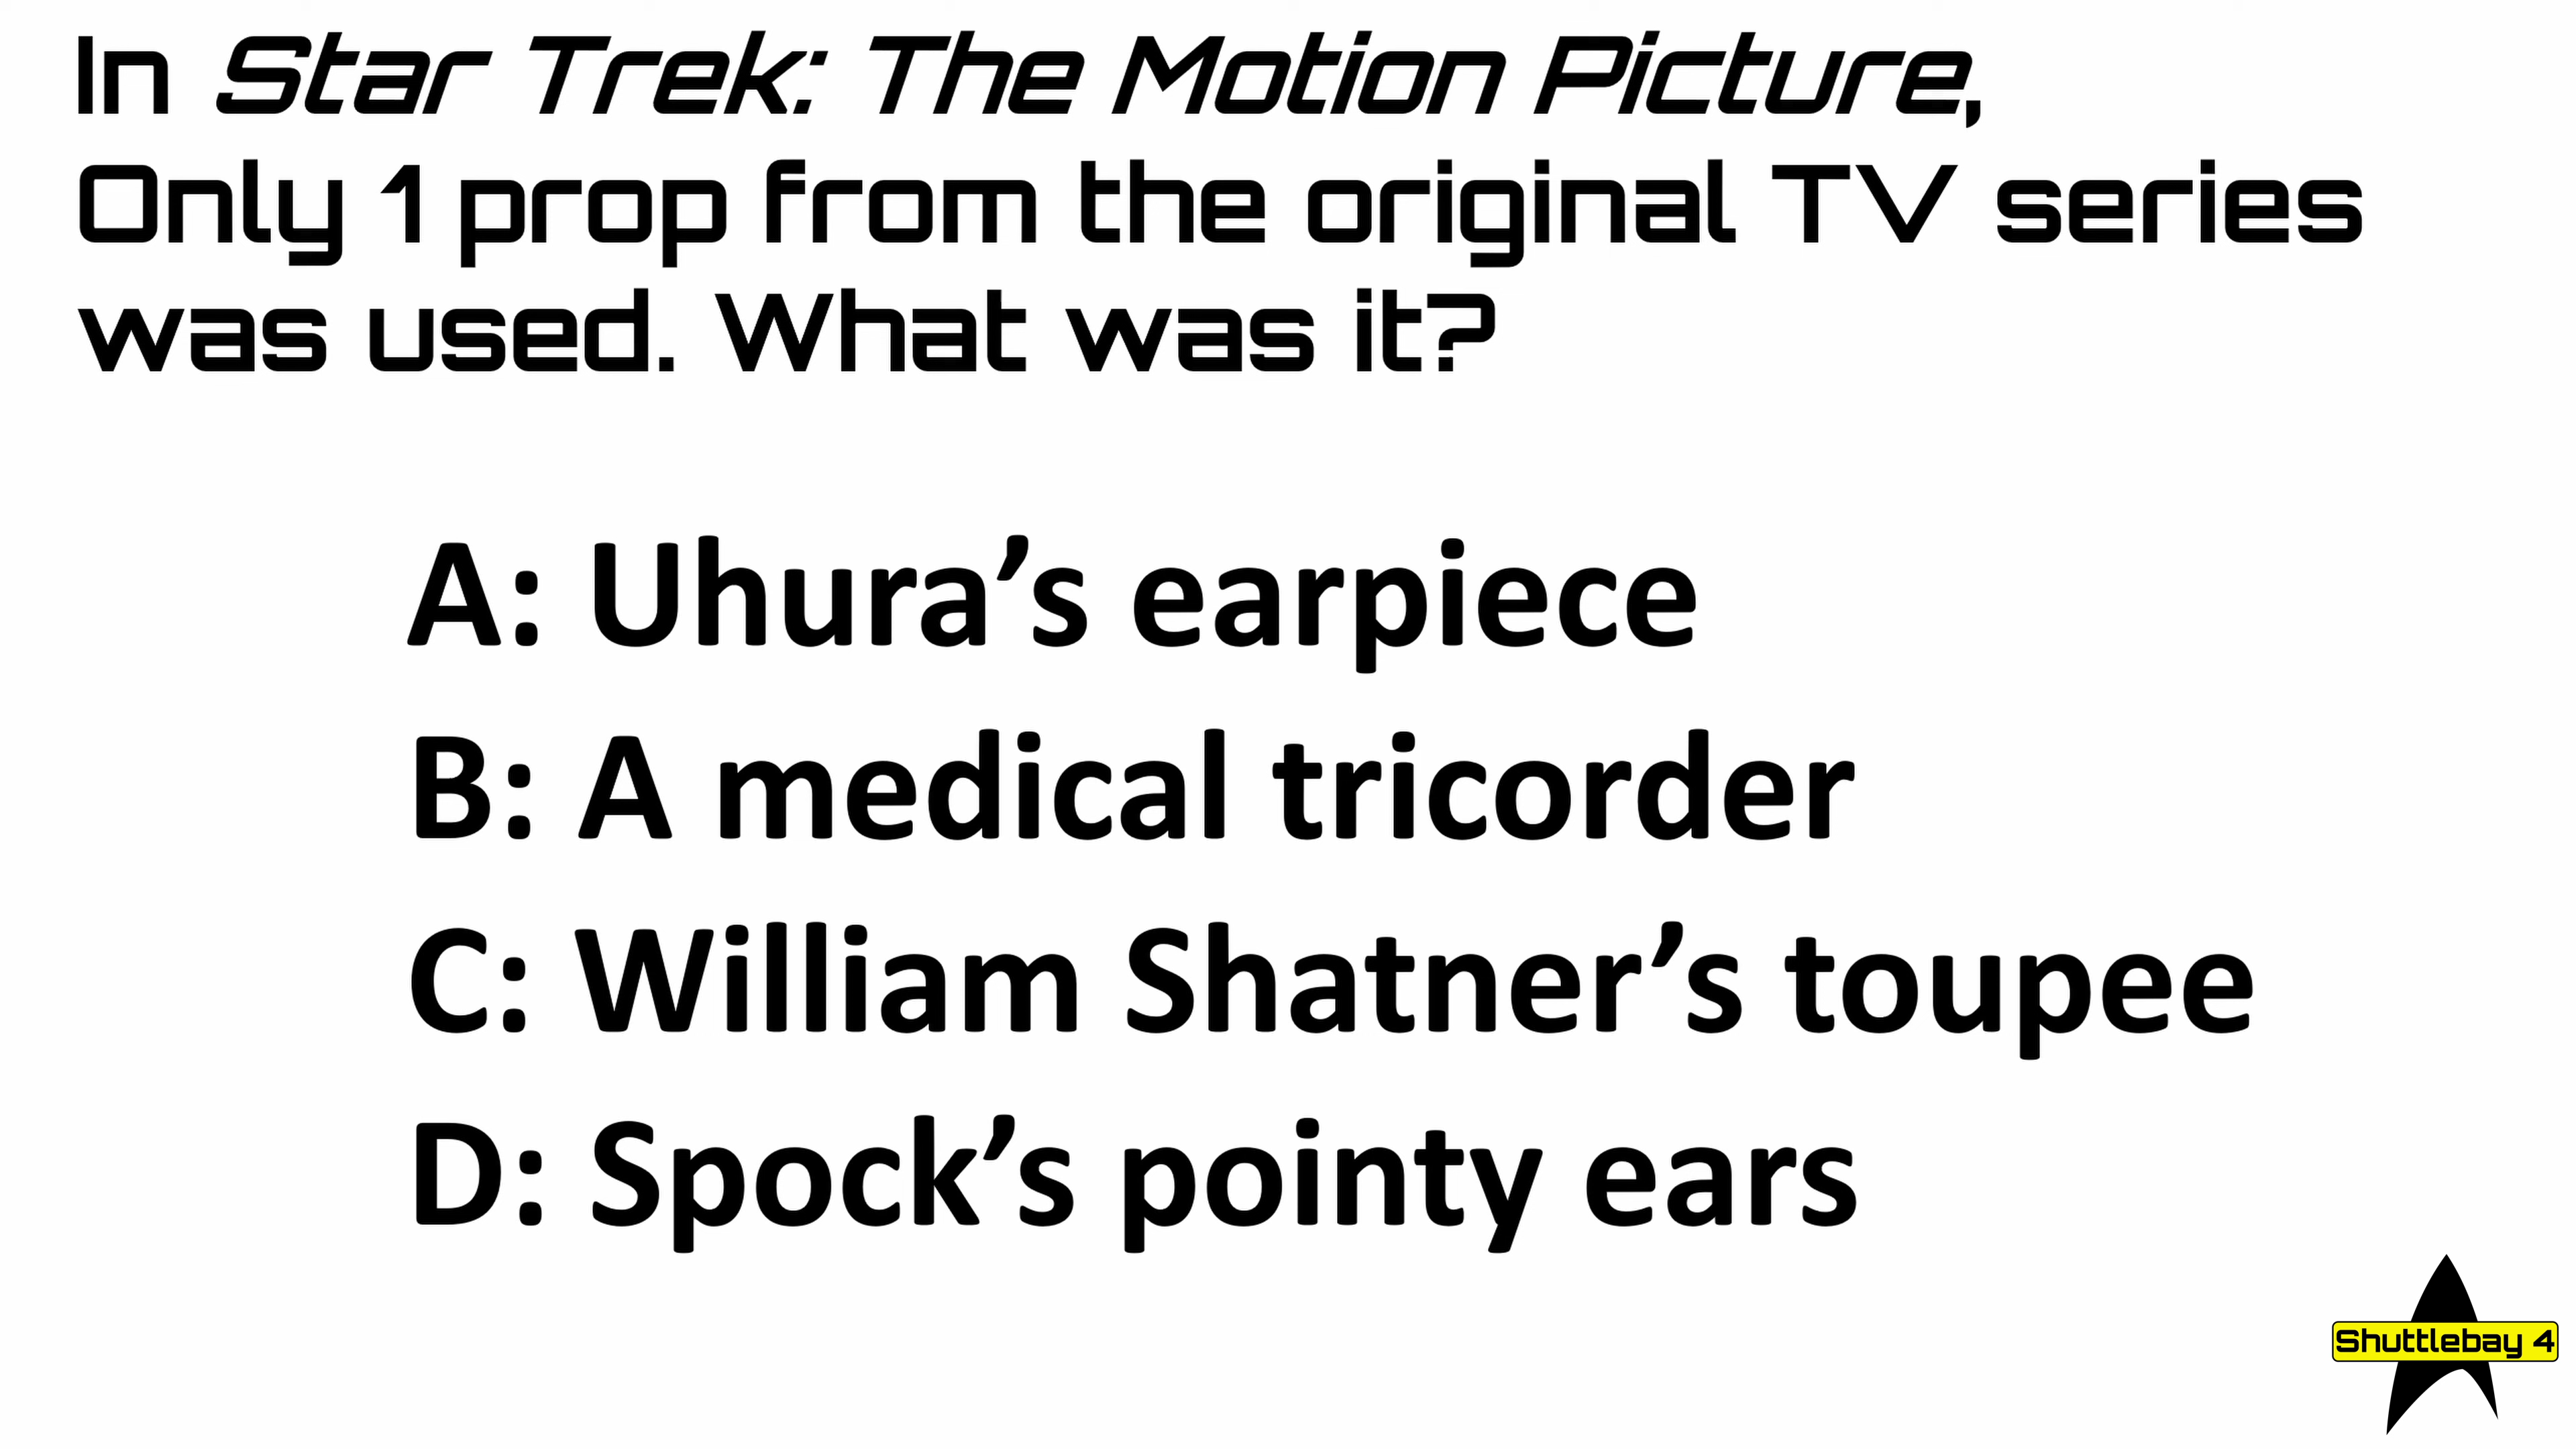 In Star Trek: The Motion Picture,
Only 1 prop from the original TV series
was used. What was it?
A: Uhura’s earpiece
B: A medical tricorder
C: William Shatner’s toupee
D: Spock’s pointy ears
Shuttlebay 4